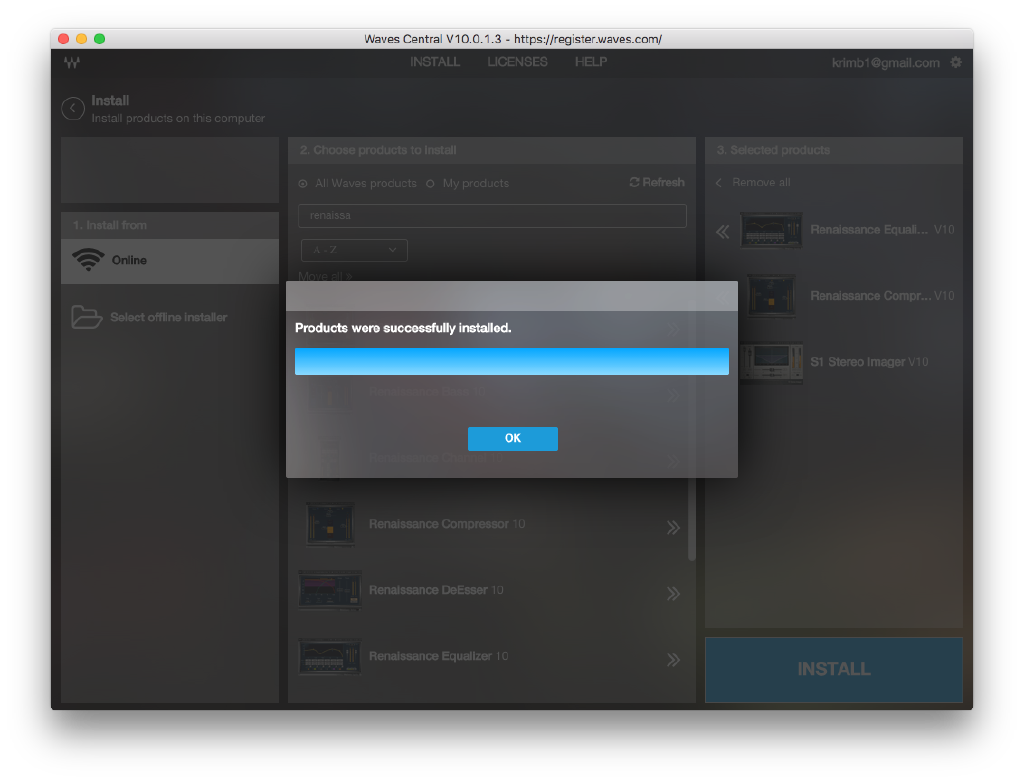 Waves Central V10.0.1.3 - https://register.waves.com/
INSTALL LICENSES HELP
krimb1@gmail.com
Install
Install products on this computer
1. Install from
Online
Select offline installer
2. Choose products to install
All Waves products My products
Refresh
renaissa
A - Z
Move all »
Products were successfully installed.
OK
Renaissance Compressor 10
Renaissance DeEsser 10
Renaissance Equalizer 10
3. Selected products
Remove all
Renaissance Equali... V10
Renaissance Compr... V10
S1 Stereo Imager V10
INSTALL